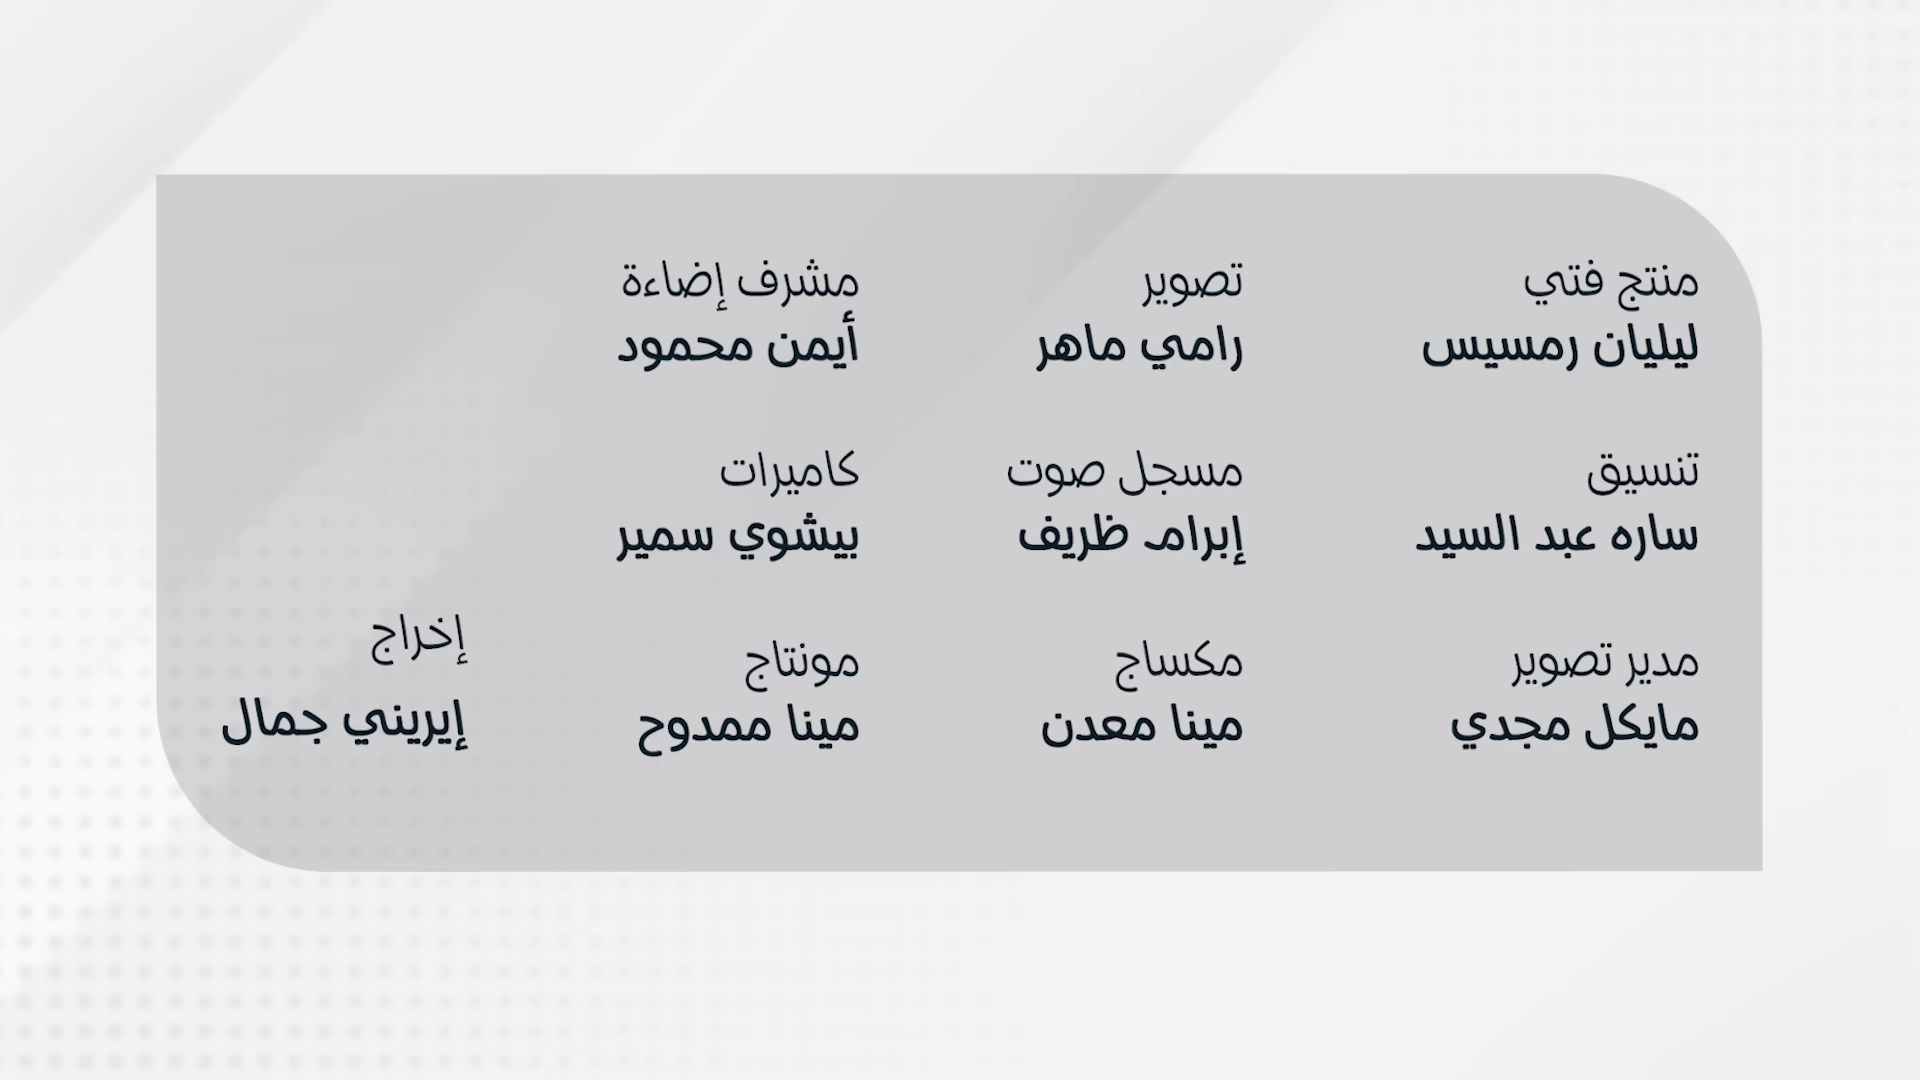 منتج فتي
ليليان رمسيس
تنسيق
ساره عبد السيد
مدير تصوير
مايكل مجدي
تصوير
رامي ماهر
مسجل صوت
إبرام ظريف
مكساج
مينا معدن
مشرف إضاءة
أيمن محمود
كاميرات
بيشوي سمير
مونتاج
مينا ممدوح
إخراج
إيريني جمال